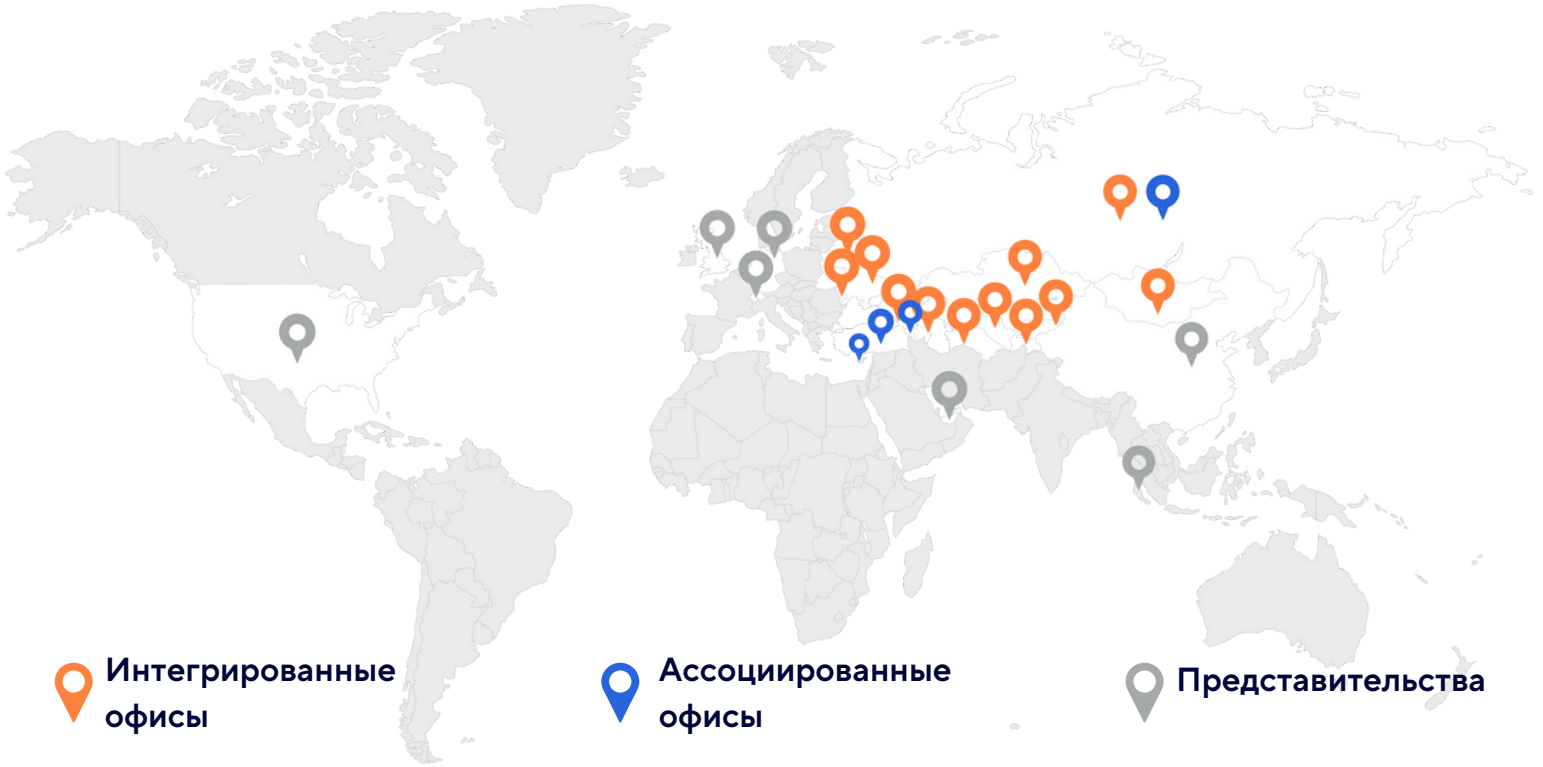 Интегрированные
офисы
Ассоциированные
офисы
Представительства